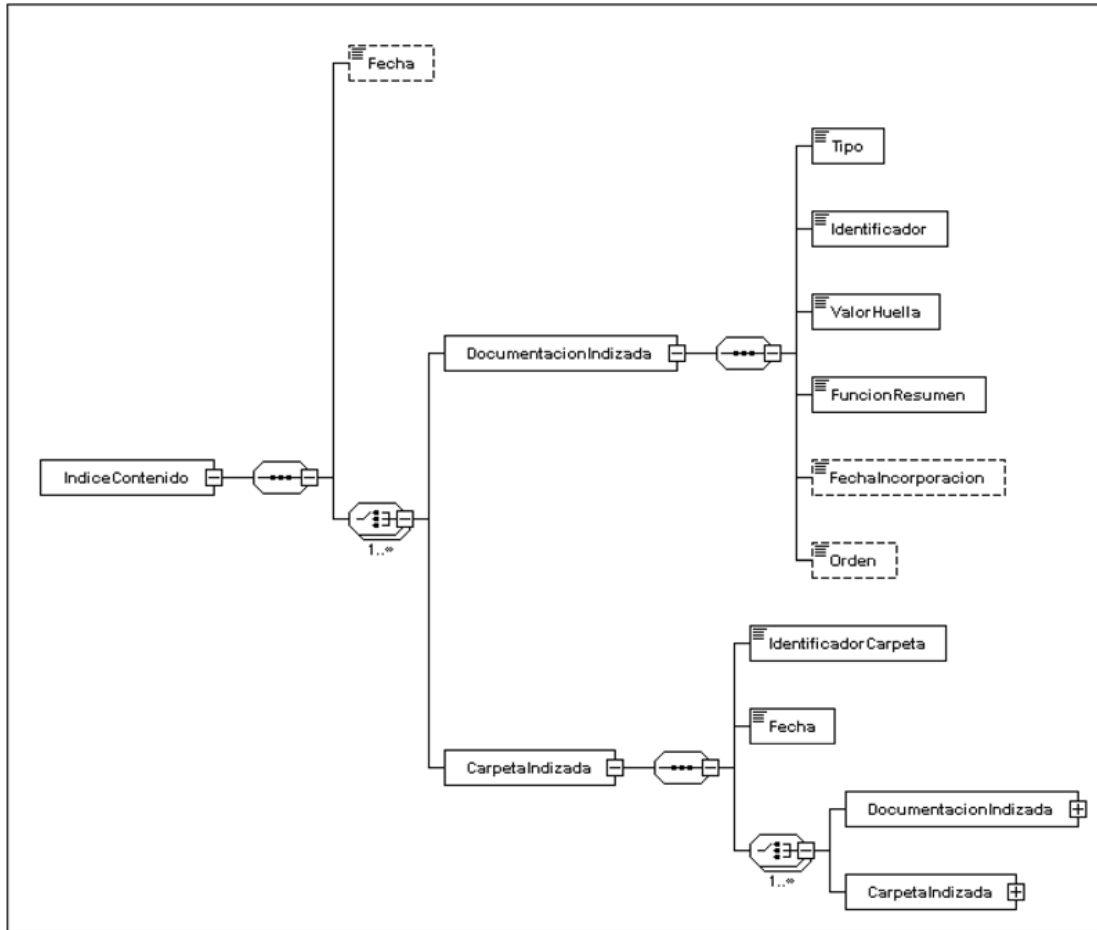 Fecha
Tipo
Identificador
ValorHuella
DocumentacionIndizada
FuncionResumen
IndiceContenido
FechaIncorporacion
1..∞
Orden
IdentificadorCarpeta
Fecha
CarpetaIndizada
DocumentacionIndizada
1..∞
CarpetaIndizada